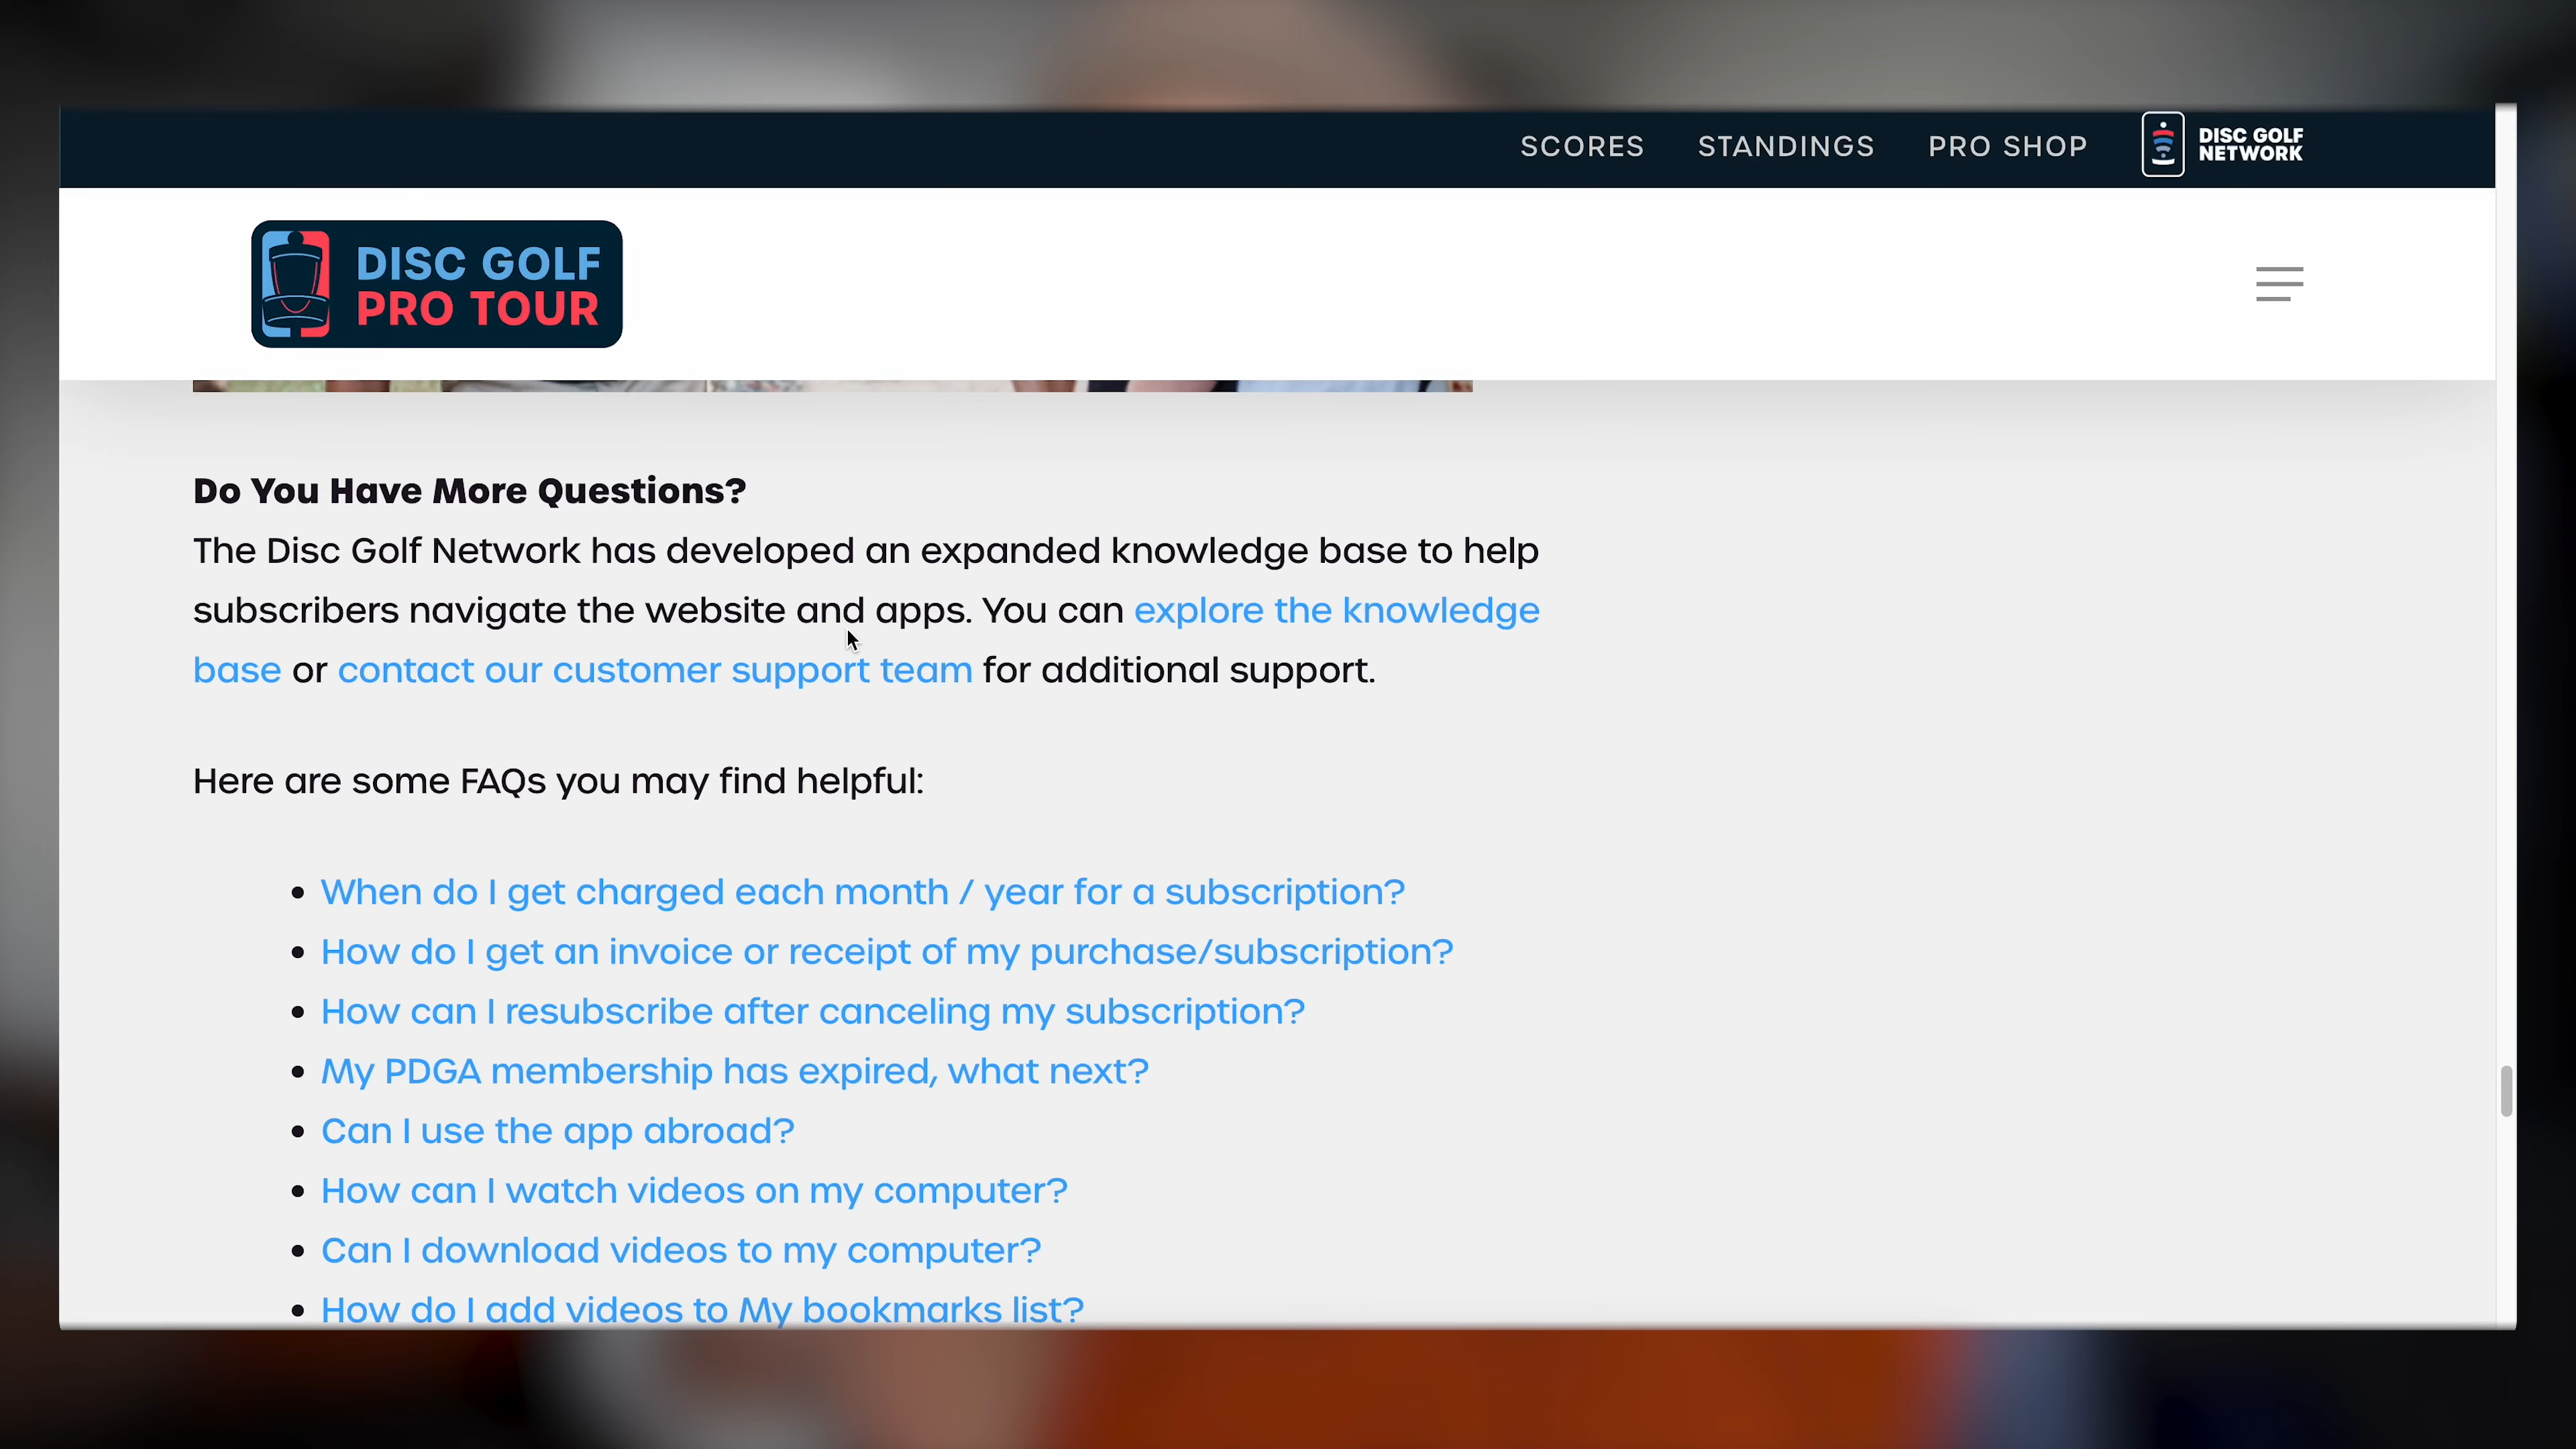 SCORES STANDINGS PRO SHOP DISC GOLF NETWORK
DISC GOLF
PRO TOUR
Do You Have More Questions?
The Disc Golf Network has developed an expanded knowledge base to help
subscribers navigate the website and apps. You can explore the knowledge
base or contact our customer support team for additional support.
Here are some FAQs you may find helpful:
• When do I get charged each month / year for a subscription?
• How do I get an invoice or receipt of my purchase/subscription?
• How can I resubscribe after canceling my subscription?
• My PDGA membership has expired, what next?
• Can I use the app abroad?
• How can I watch videos on my computer?
• Can I download videos to my computer?
• How do I add videos to My bookmarks list?